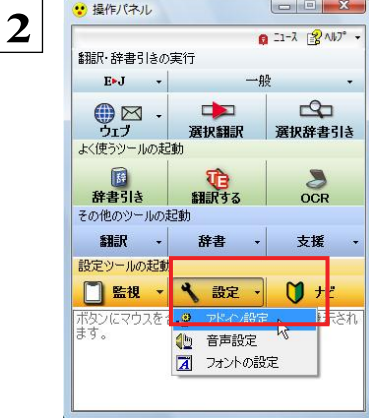 2
操作パネル
ニュース ヘルプ
翻訳・辞書引きの実行
E▸J 一般
ウェブ 選択翻訳 選択辞書引き
よく使うツールの起動
辞書引き 翻訳する OCR
その他のツールの起動
翻訳 辞書 支援
設定ツールの起動
監視 設定 ナビ
アドイン設定
ボタンにマウスを
示され
ます。
音声設定
フォントの設定